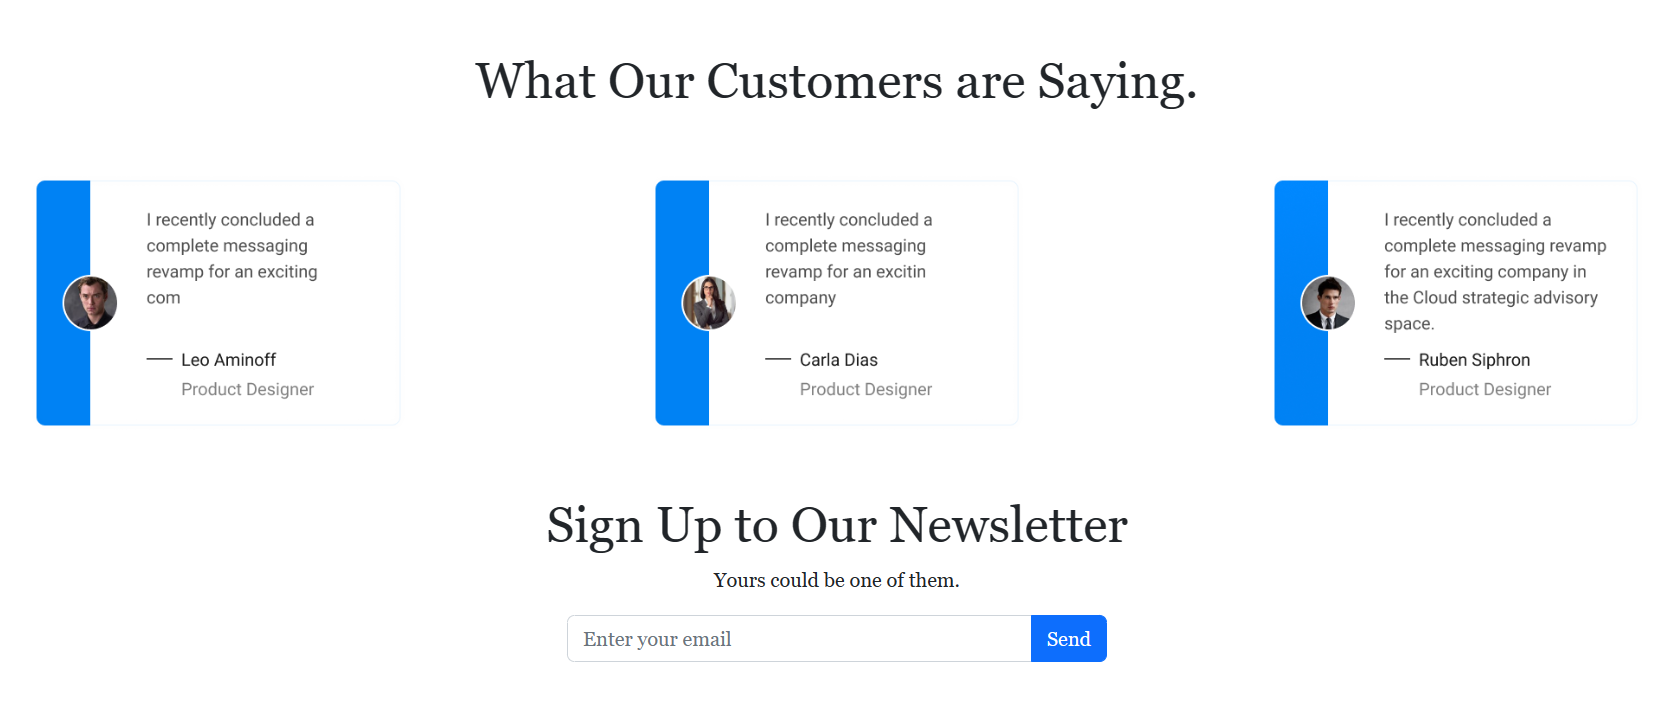 What Our Customers are Saying.
I recently concluded a
complete messaging
revamp for an exciting
com
Leo Aminoff
Product Designer
I recently concluded a
complete messaging
revamp for an excitin
company
Carla Dias
Product Designer
I recently concluded a
complete messaging revamp
for an exciting company in
the Cloud strategic advisory
space.
Ruben Siphron
Product Designer
Sign Up to Our Newsletter
Yours could be one of them.
Enter your email
Send